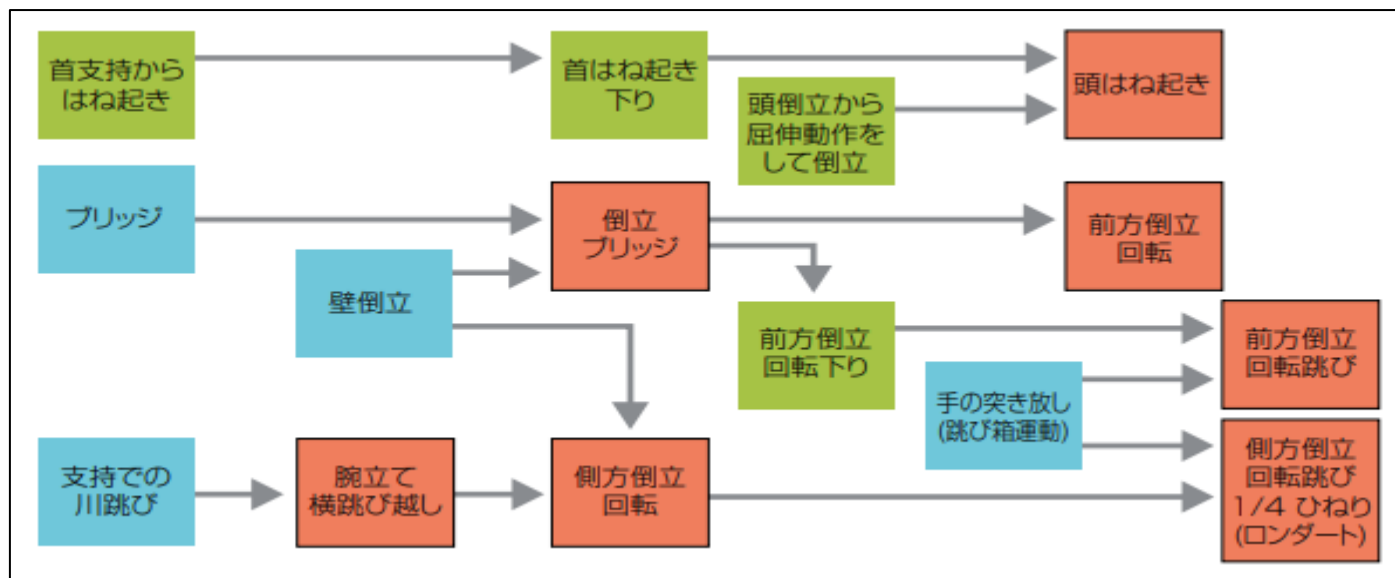 首支持から
はね起き
首はね起き
下り
頭はね起き
頭倒立から
屈伸動作を
して倒立
ブリッジ
倒立
ブリッジ
前方倒立
回転
壁倒立
前方倒立
回転下り
前方倒立
回転跳び
手の突き放し
(跳び箱運動)
支持での
川跳び
腕立て
横跳び越し
側方倒立
回転
側方倒立
回転跳び
1/4 ひねり
(ロンダート)